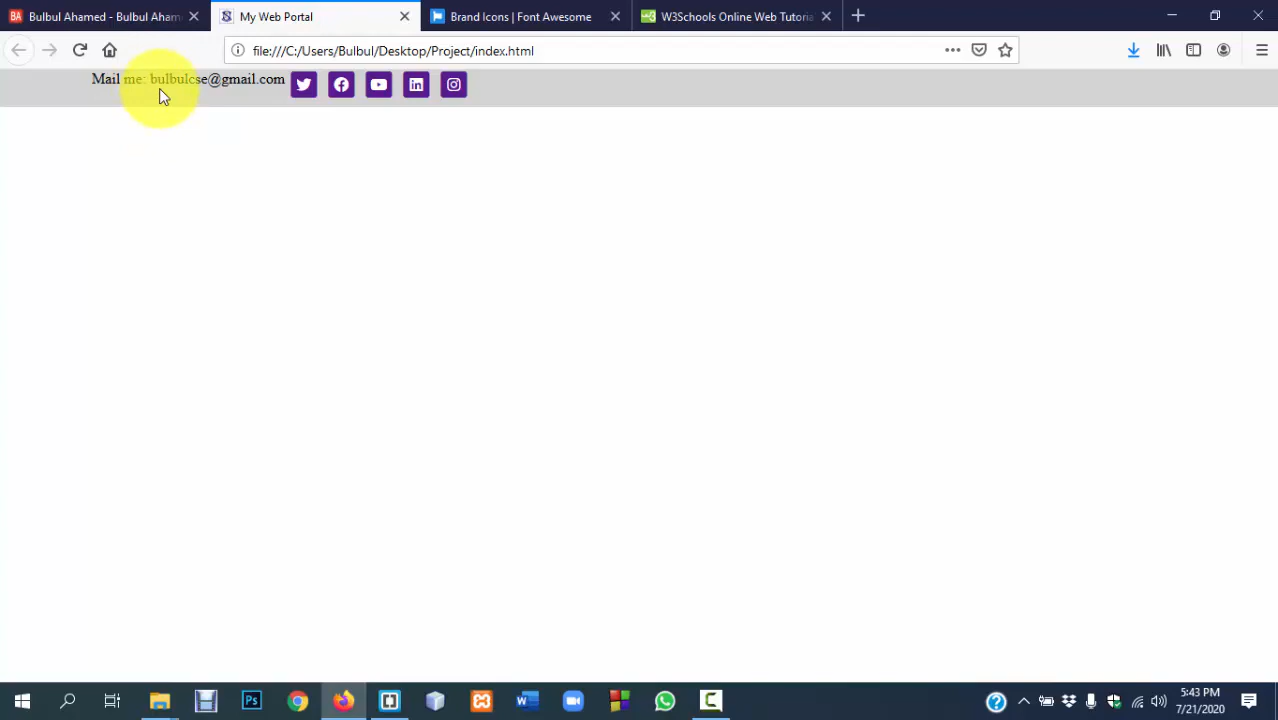 Bulbul Ahamed - Bulbul Aham
My Web Portal
Brand Icons | Font Awesome
W3Schools Online Web Tutoria
file:///C:/Users/Bulbul/Desktop/Project/index.html
Mail me: bulbulcse@gmail.com
5:43 PM
7/21/2020